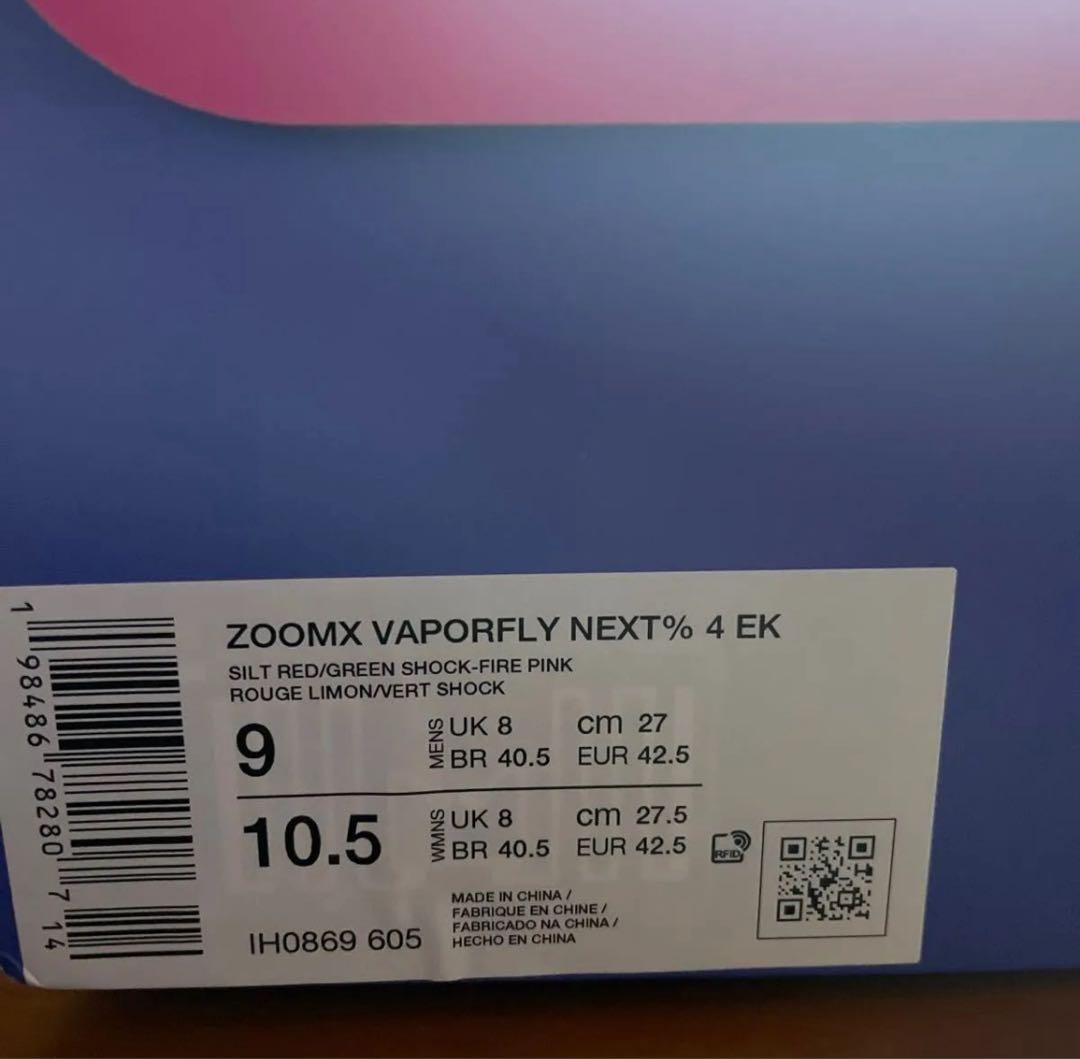 ZOOMX VAPORFLY NEXT% 4 EK
SILT RED/GREEN SHOCK-FIRE PINK
ROUGE LIMON/VERT SHOCK
9
MENS
UK 8 cm 27
BR 40.5 EUR 42.5
10.5
WMNS
UK 8 cm 27.5
BR 40.5 EUR 42.5
RFID
IH0869 605
MADE IN CHINA /
FABRIQUE EN CHINE /
FABRICADO NA CHINA /
HECHO EN CHINA
1 98486 78280 7 14